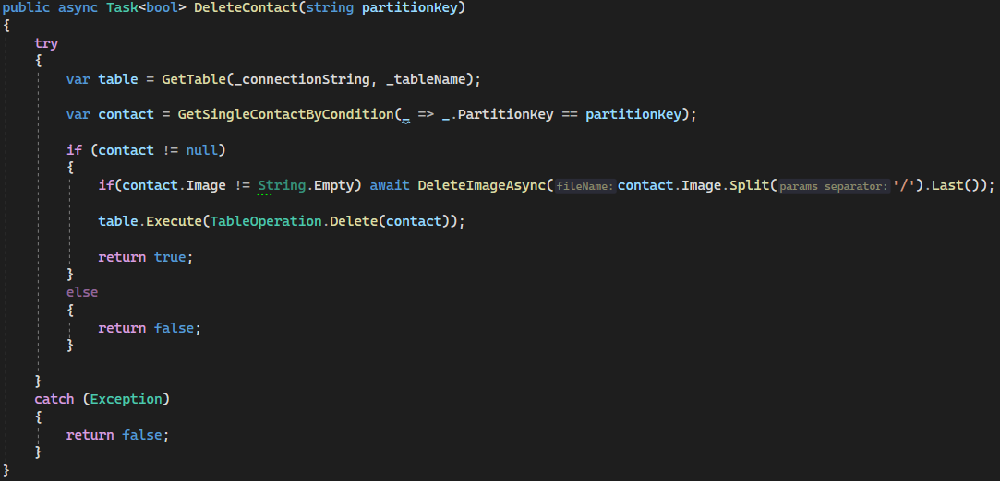 public async Task<bool> DeleteContact(string partitionKey)
{
    try
    {
        var table = GetTable(_connectionString, _tableName);

        var contact = GetSingleContactByCondition(_ => _.PartitionKey == partitionKey);

        if (contact != null)
        {
            if(contact.Image != String.Empty) await DeleteImageAsync(fileName:contact.Image.Split(params separator:'/').Last());

            table.Execute(TableOperation.Delete(contact));

            return true;
        }
        else
        {
            return false;
        }

    }
    catch (Exception)
    {
        return false;
    }
}